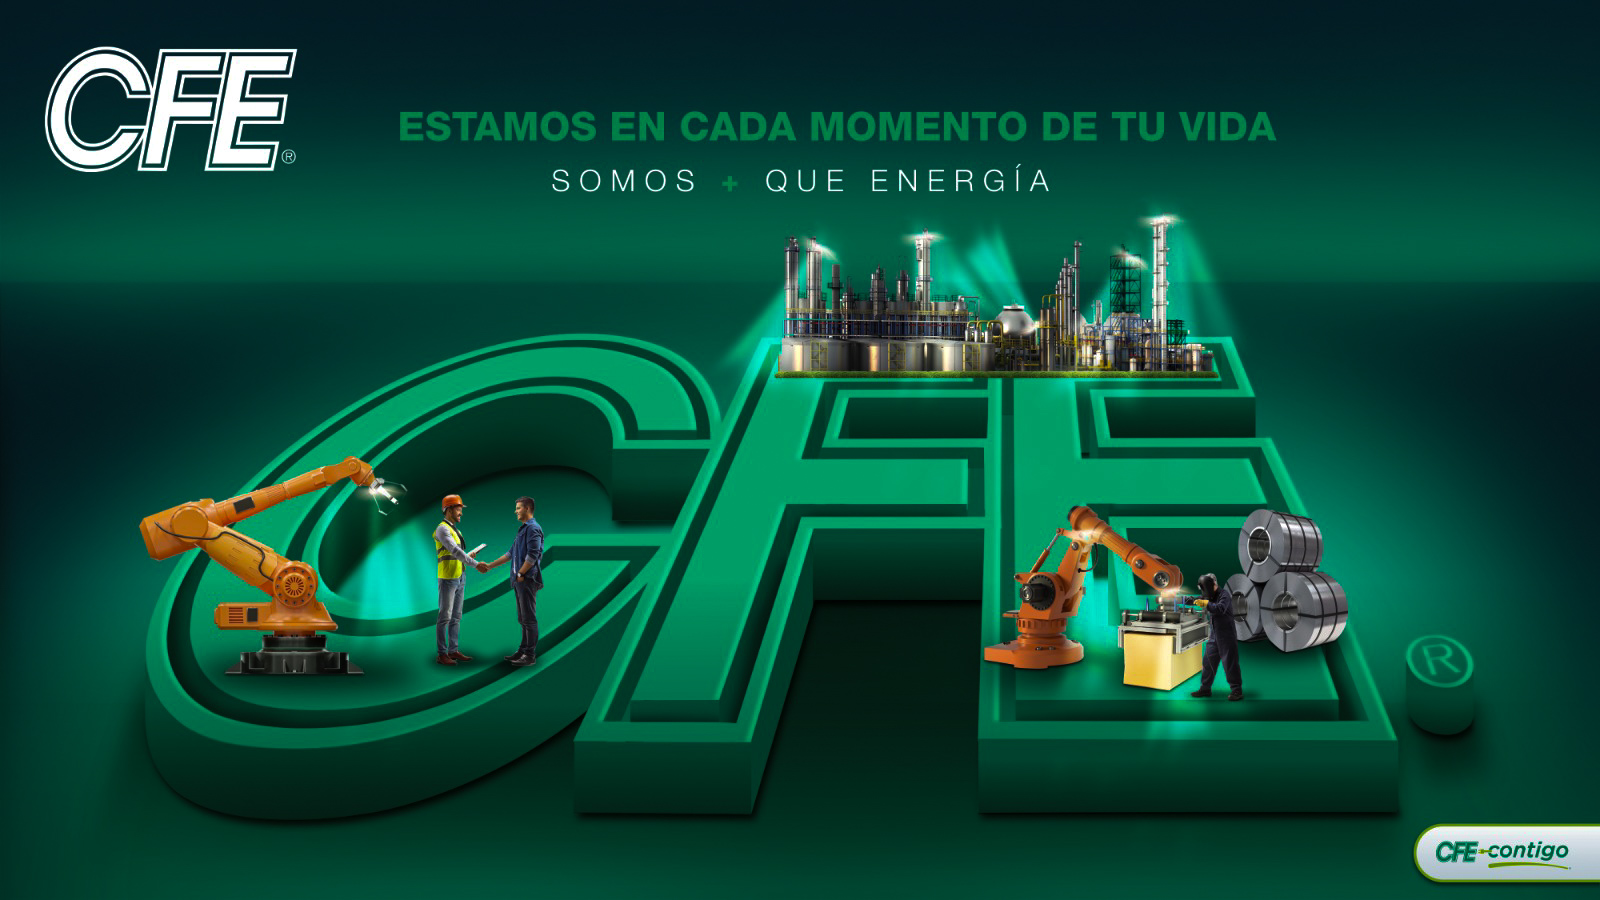 CFE®
ESTAMOS EN CADA MOMENTO DE TU VIDA
SOMOS + QUE ENERGÍA
CFE®
CFE contigo